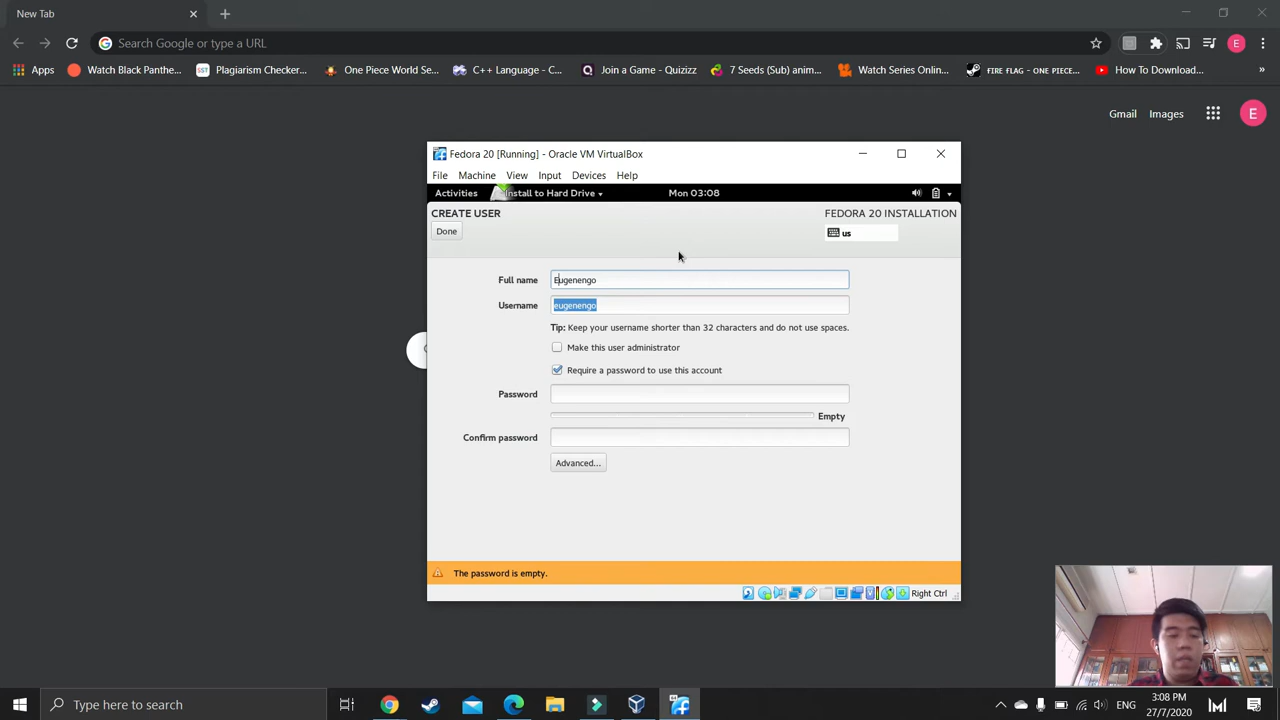 New Tab
Search Google or type a URL
E
Apps
Watch Black Panthe...
SST
Plagiarism Checker...
One Piece World Se...
C++ Language - C...
Join a Game - Quizizz
7 Seeds (Sub) anim...
Watch Series Onlin...
FIRE FLAG - ONE PIECE...
How To Download...
Gmail
Images
E
Fedora 20 [Running] - Oracle VM VirtualBox
File
Machine
View
Input
Devices
Help
Activities
Install to Hard Drive
Mon 03:08
CREATE USER
FEDORA 20 INSTALLATION
Done
us
Full name
Eugenengo
Username
eugenengo
Tip: Keep your username shorter than 32 characters and do not use spaces.
Make this user administrator
Require a password to use this account
Password
Empty
Confirm password
Advanced...
The password is empty.
Right Ctrl
Type here to search
3:08 PM
27/7/2020